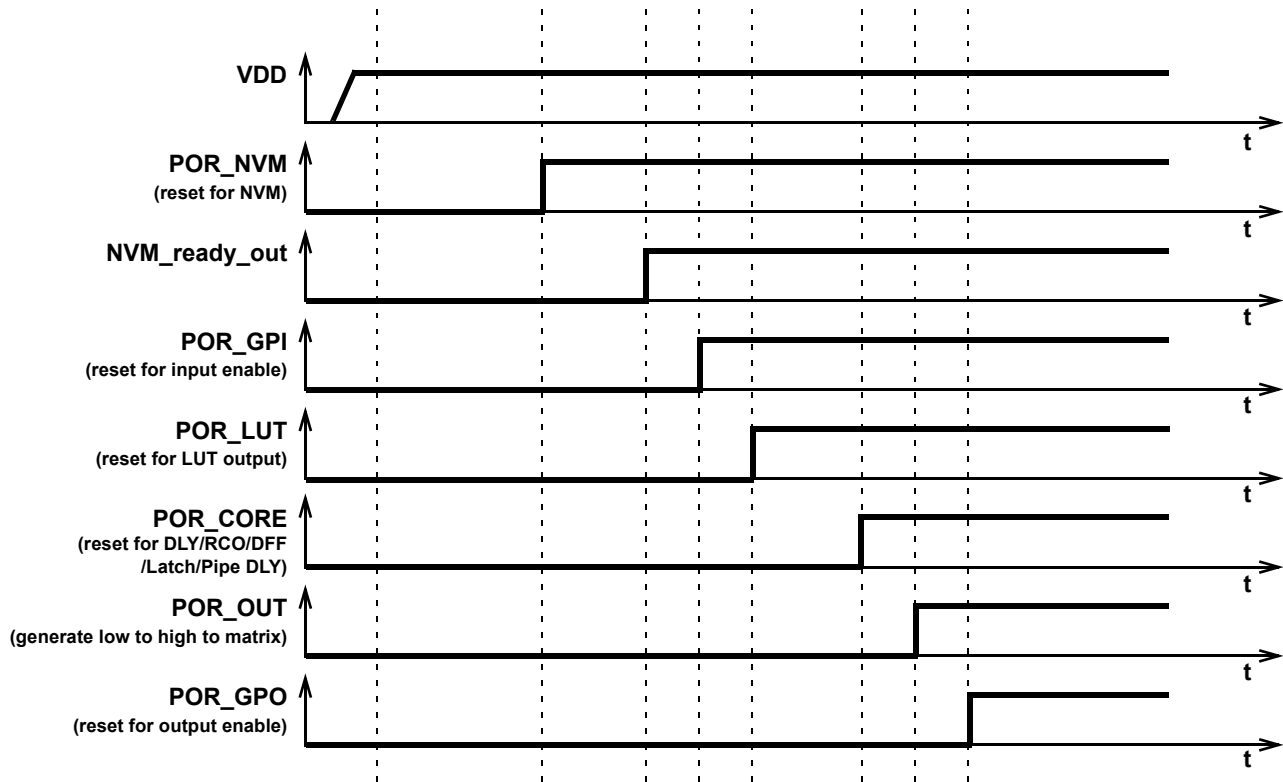 VDD
t
POR_NVM
(reset for NVM)
t
NVM_ready_out
t
POR_GPI
(reset for input enable)
t
POR_LUT
(reset for LUT output)
t
POR_CORE
(reset for DLY/RCO/DFF
/Latch/Pipe DLY)
t
POR_OUT
(generate low to high to matrix)
t
POR_GPO
(reset for output enable)
t